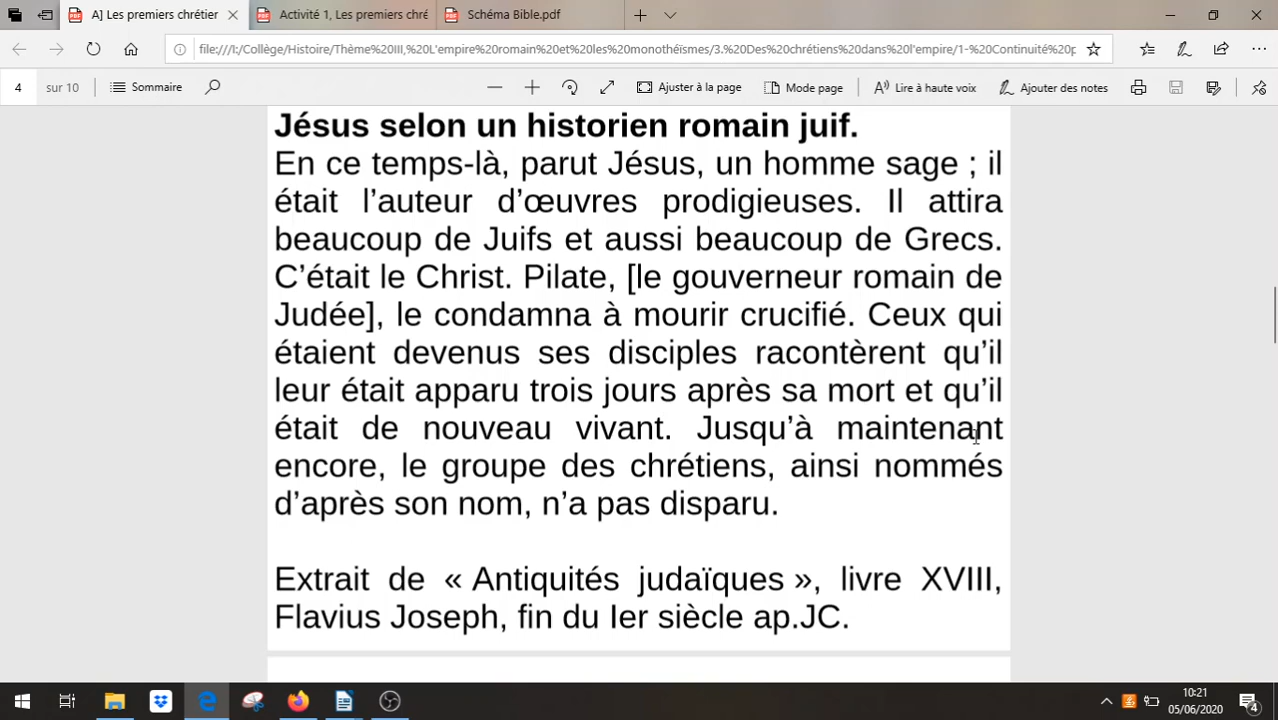 A] Les premiers chrétier
Activité 1, Les premiers chré
Schéma Bible.pdf
file:///I:/Collège/Histoire/Thème%20III,%20L'empire%20romain%20et%20les%20monothéïsmes/3.%20Des%20chrétiens%20dans%20l'empire/1-%20Continuité%20p
4 sur 10
Sommaire
Ajuster à la page
Mode page
Lire à haute voix
Ajouter des notes
Jésus selon un historien romain juif.
En ce temps-là, parut Jésus, un homme sage ; il
était l’auteur d’œuvres prodigieuses. Il attira
beaucoup de Juifs et aussi beaucoup de Grecs.
C’était le Christ. Pilate, [le gouverneur romain de
Judée], le condamna à mourir crucifié. Ceux qui
étaient devenus ses disciples racontèrent qu’il
leur était apparu trois jours après sa mort et qu’il
était de nouveau vivant. Jusqu’à maintenant
encore, le groupe des chrétiens, ainsi nommés
d’après son nom, n’a pas disparu.
Extrait de « Antiquités judaïques », livre XVIII,
Flavius Joseph, fin du Ier siècle ap.JC.
10:21
05/06/2020
4